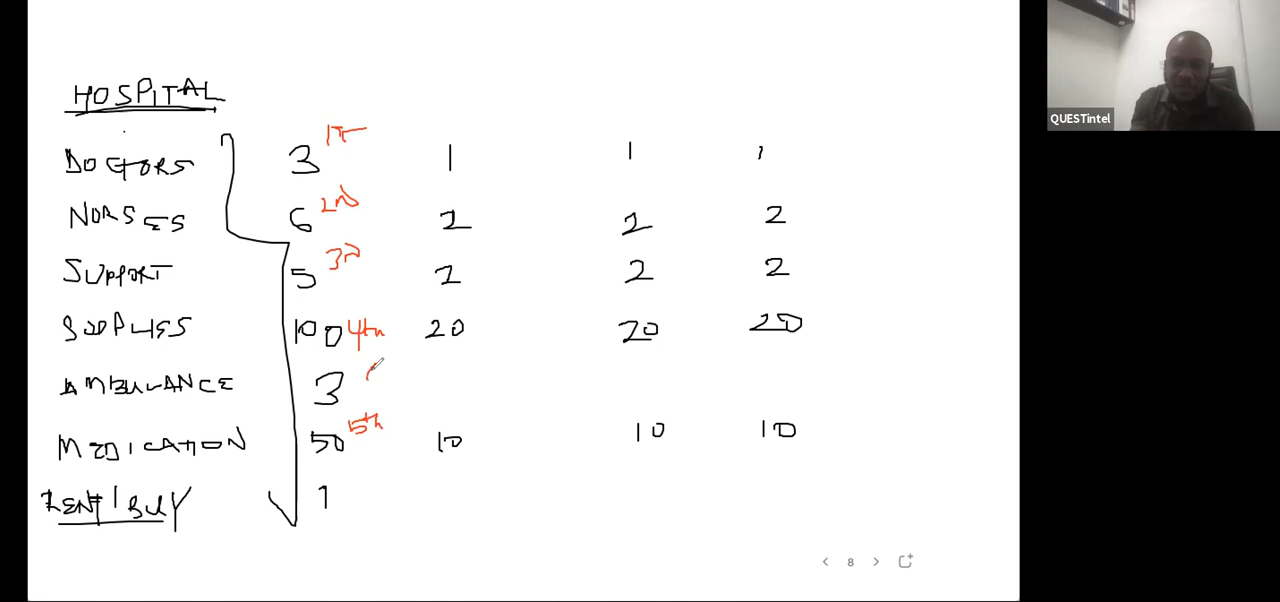 HOSPITAL
DOCTORS 3 1st 1 1 1
NURSES 6 2nd 2 2 2
SUPPORT 5 3rd 2 2 2
SUPPLIES 100 4th 20 20 20
AMBULANCE 3
MEDICATION 50 5th 10 10 10
RENT/BUY 1
8
QUESTintel